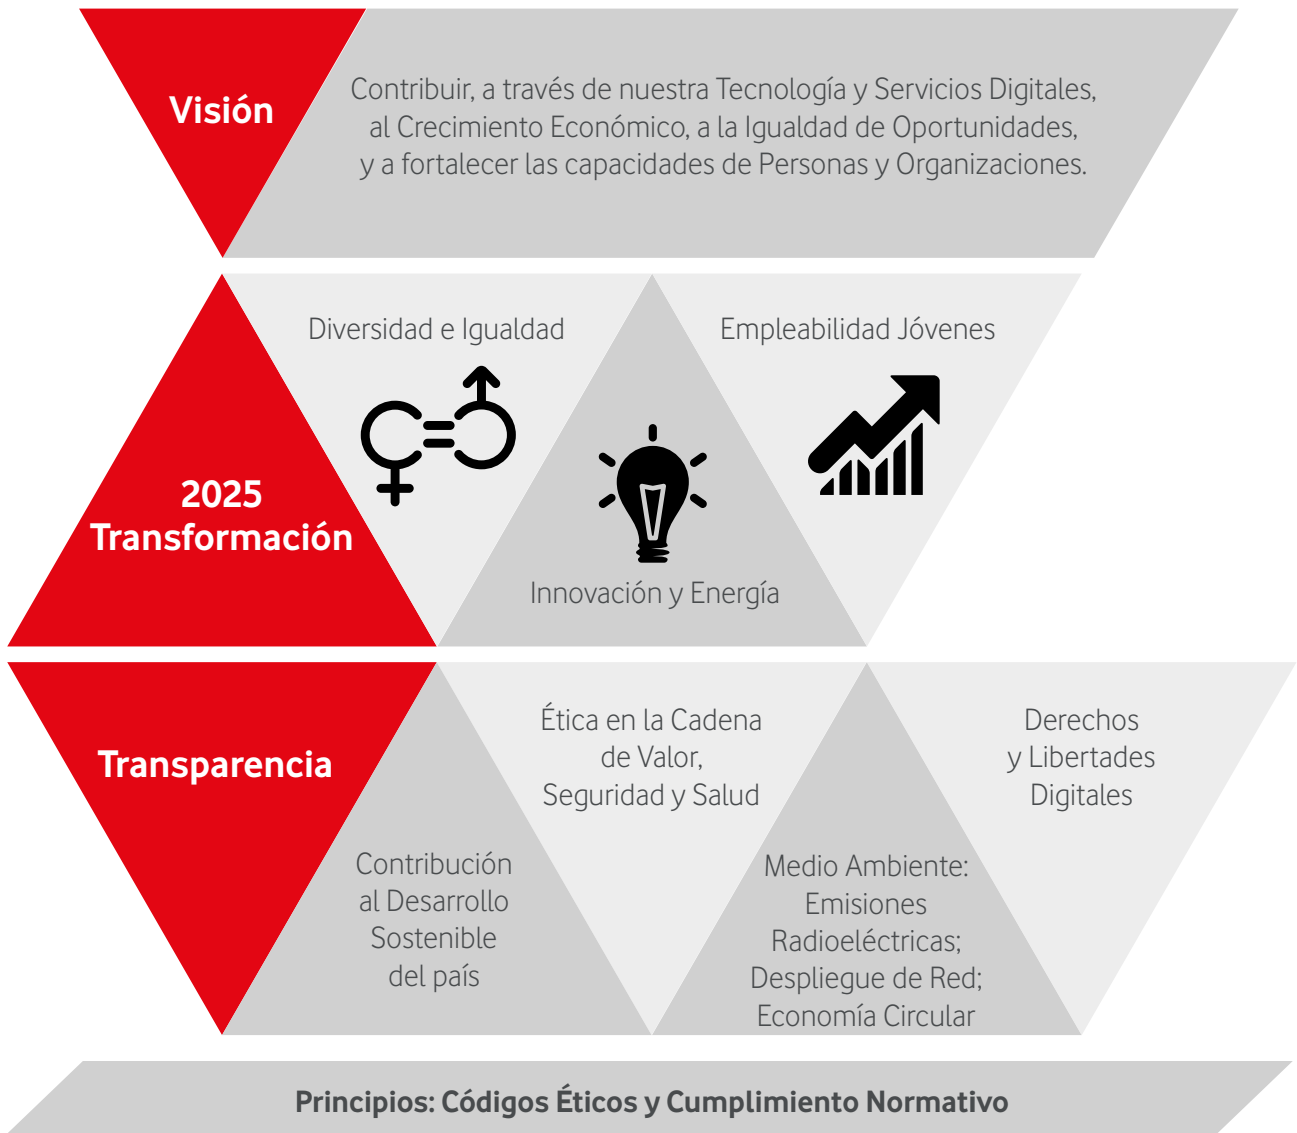 Visión
Contribuir, a través de nuestra Tecnología y Servicios Digitales,
al Crecimiento Económico, a la Igualdad de Oportunidades,
y a fortalecer las capacidades de Personas y Organizaciones.
2025
Transformación
Diversidad e Igualdad
Innovación y Energía
Empleabilidad Jóvenes
Transparencia
Contribución
al Desarrollo
Sostenible
del país
Ética en la Cadena
de Valor,
Seguridad y Salud
Medio Ambiente:
Emisiones
Radioeléctricas;
Despliegue de Red;
Economía Circular
Derechos
y Libertades
Digitales
Principios: Códigos Éticos y Cumplimiento Normativo